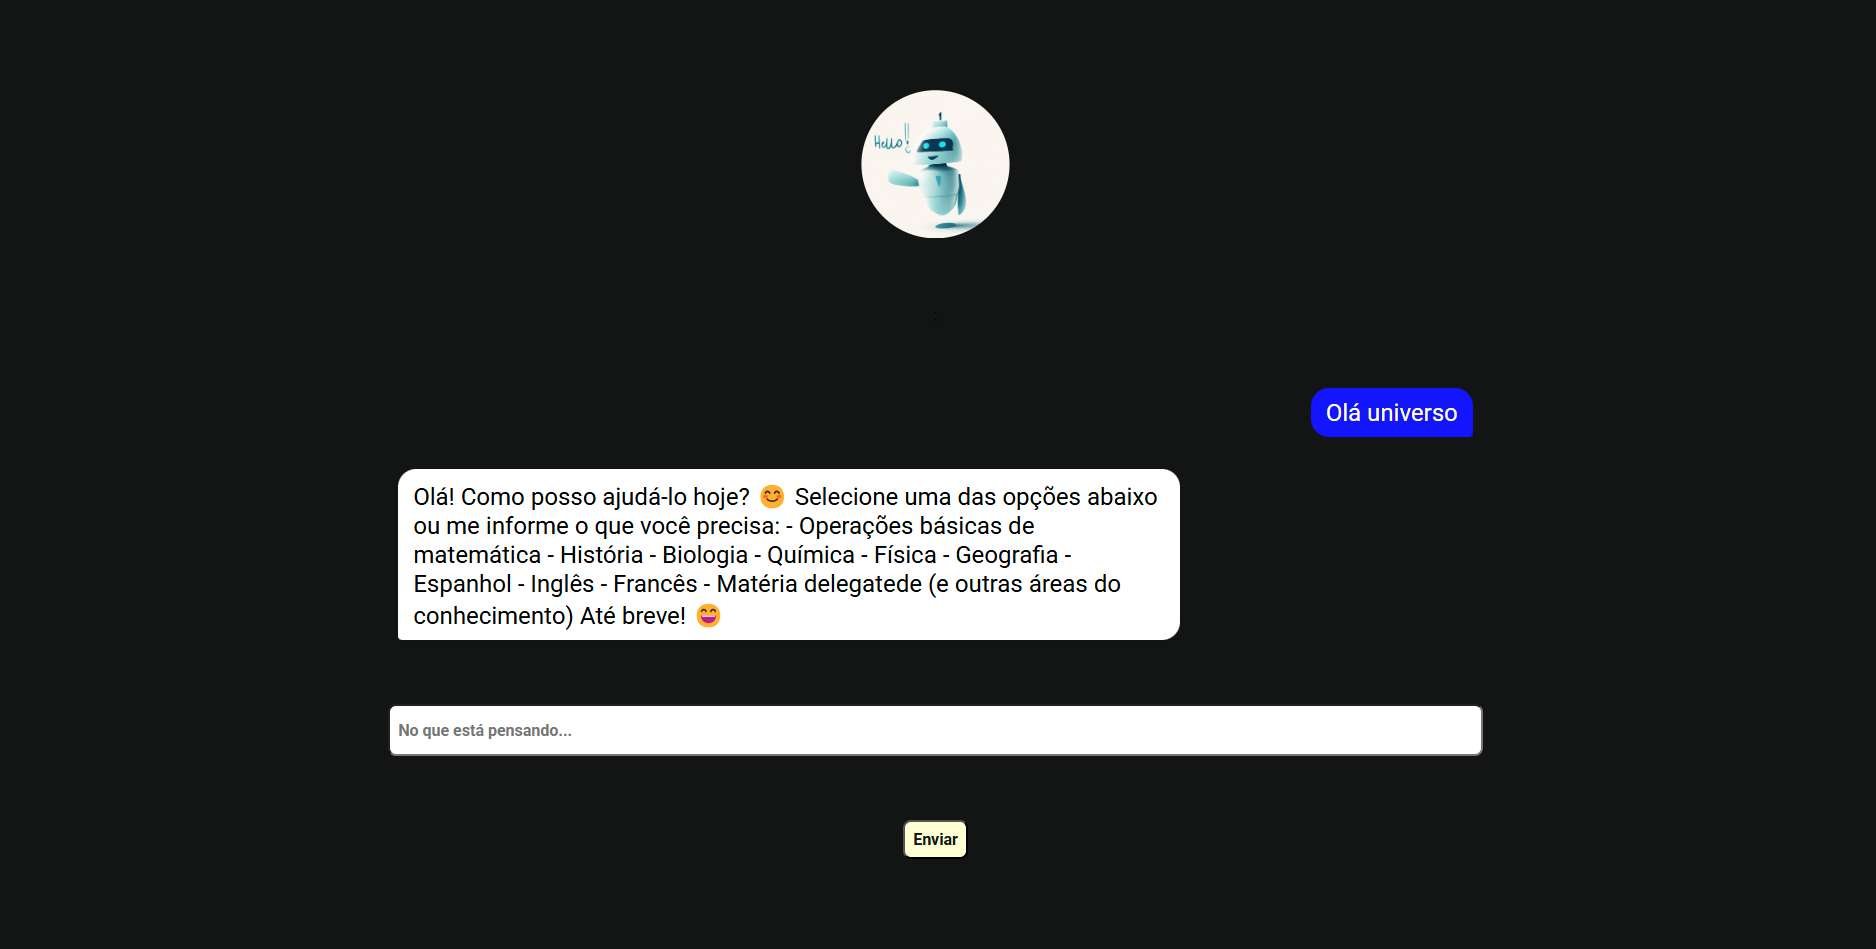 Hello!!
:
Olá universo
Olá! Como posso ajudá-lo hoje? 😊 Selecione uma das opções abaixo
ou me informe o que você precisa: - Operações básicas de
matemática - História - Biologia - Química - Física - Geografia -
Espanhol - Inglês - Francês - Matéria delegatede (e outras áreas do
conhecimento) Até breve! 😄
No que está pensando...
Enviar